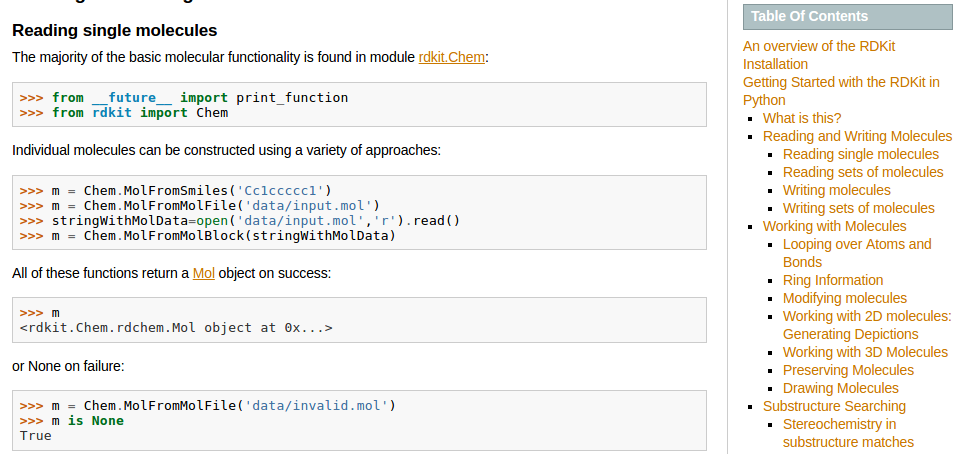 Reading single molecules
The majority of the basic molecular functionality is found in module rdkit.Chem:
>>> from __future__ import print_function
>>> from rdkit import Chem
Individual molecules can be constructed using a variety of approaches:
>>> m = Chem.MolFromSmiles('Cc1ccccc1')
>>> m = Chem.MolFromMolFile('data/input.mol')
>>> stringWithMolData=open('data/input.mol','r').read()
>>> m = Chem.MolFromMolBlock(stringWithMolData)
All of these functions return a Mol object on success:
>>> m
<rdkit.Chem.rdchem.Mol object at 0x...>
or None on failure:
>>> m = Chem.MolFromMolFile('data/invalid.mol')
>>> m is None
True
Table Of Contents
An overview of the RDKit
Installation
Getting Started with the RDKit in
Python
What is this?
Reading and Writing Molecules
Reading single molecules
Reading sets of molecules
Writing molecules
Writing sets of molecules
Working with Molecules
Looping over Atoms and
Bonds
Ring Information
Modifying molecules
Working with 2D molecules:
Generating Depictions
Working with 3D Molecules
Preserving Molecules
Drawing Molecules
Substructure Searching
Stereochemistry in
substructure matches